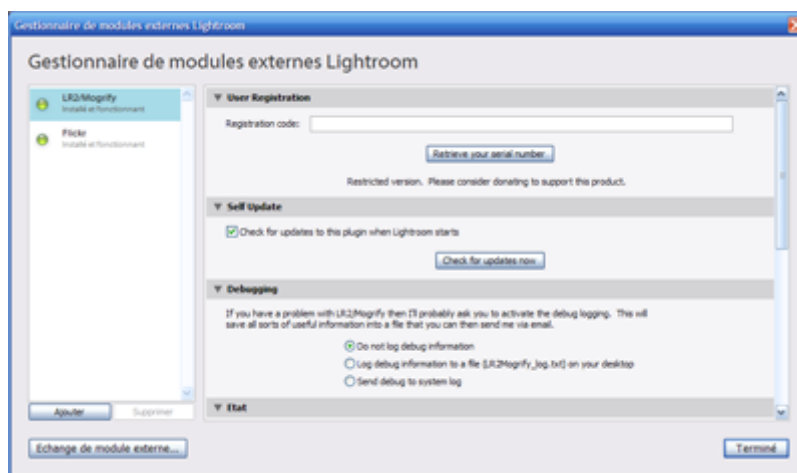 Gestionnaire de modules externes Lightroom
Gestionnaire de modules externes Lightroom
LR2/Mogrify
Installé et fonctionnant
Flickr
Installé et fonctionnant
Ajouter
Supprimer
▼ User Registration
Registration code:
Retrieve your serial number
Restricted version. Please consider donating to support this product.
▼ Self Update
Check for updates to this plugin when Lightroom starts
Check for updates now
▼ Debugging
If you have a problem with LR2/Mogrify then I'll probably ask you to activate the debug logging. This will
save all sorts of useful information into a file that you can then send me via email.
Do not log debug information
Log debug information to a file (LR2Mogrify_log.txt) on your desktop
Send debug to system log
▼ Etat
Echange de module externe...
Terminé